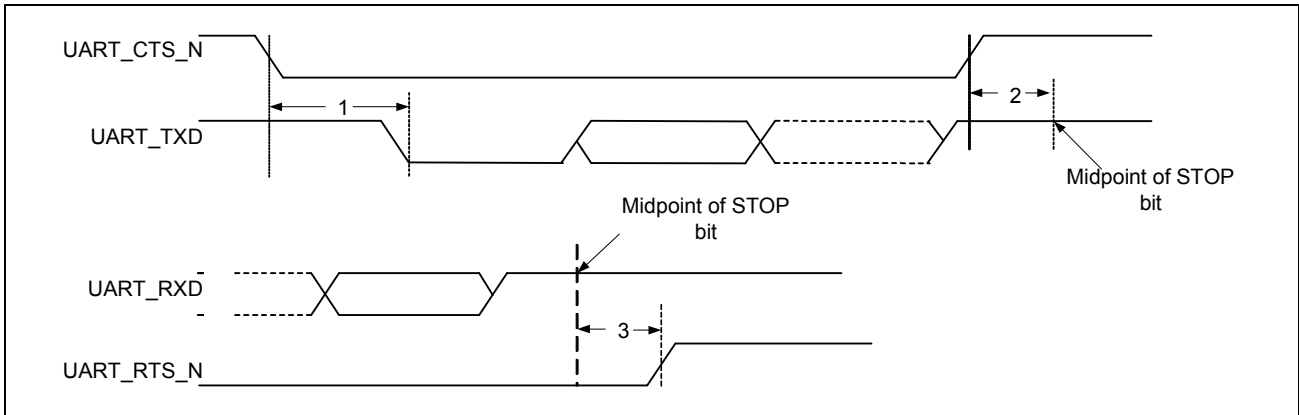 UART_CTS_N
1
2
UART_TXD
Midpoint of STOP
bit
Midpoint of STOP
bit
UART_RXD
3
UART_RTS_N